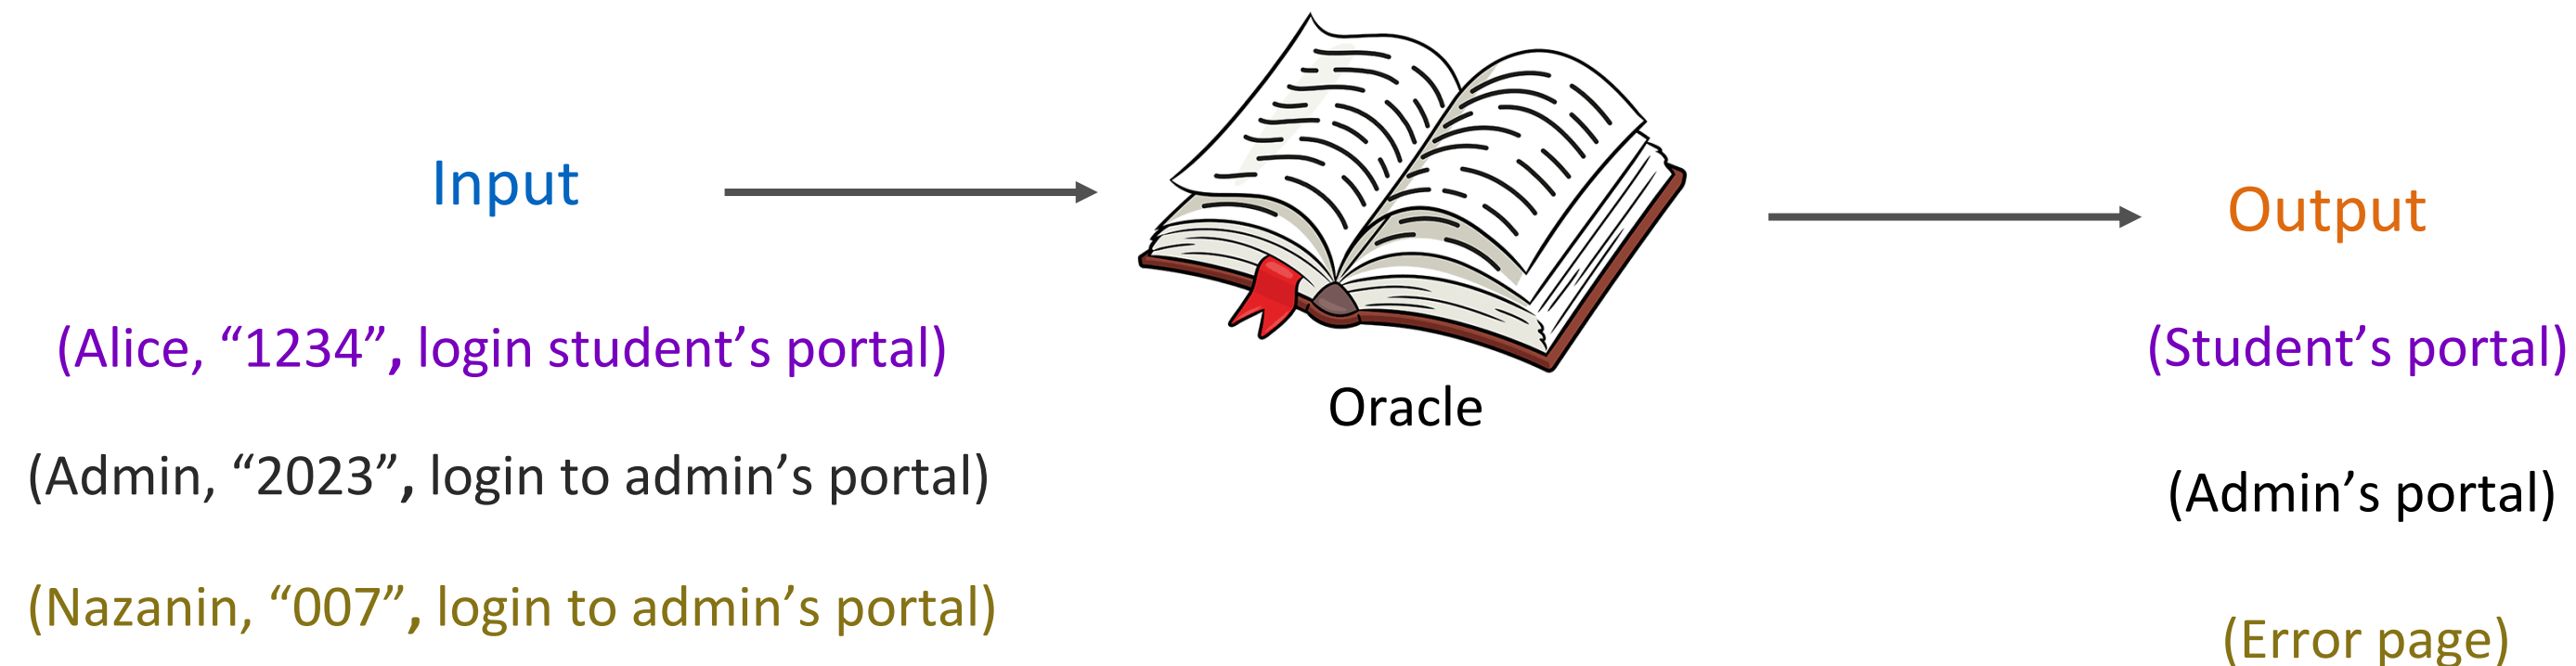 Input
Output
Oracle
(Alice, “1234”, login student’s portal)
(Student’s portal)
(Admin, “2023”, login to admin’s portal)
(Admin’s portal)
(Nazanin, “007”, login to admin’s portal)
(Error page)